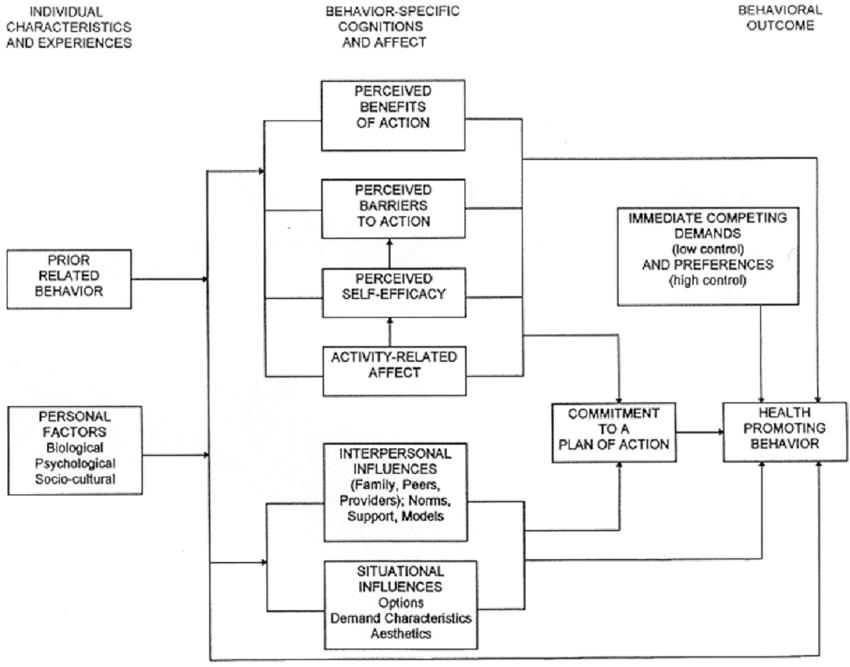 INDIVIDUAL
CHARACTERISTICS
AND EXPERIENCES
BEHAVIOR-SPECIFIC
COGNITIONS
AND AFFECT
BEHAVIORAL
OUTCOME
PERCEIVED
BENEFITS
OF ACTION
PERCEIVED
BARRIERS
TO ACTION
PERCEIVED
SELF-EFFICACY
ACTIVITY-RELATED
AFFECT
PRIOR
RELATED
BEHAVIOR
PERSONAL
FACTORS
Biological
Psychological
Socio-cultural
INTERPERSONAL
INFLUENCES
(Family, Peers,
Providers); Norms,
Support, Models
SITUATIONAL
INFLUENCES
Options
Demand Characteristics
Aesthetics
IMMEDIATE COMPETING
DEMANDS
(low control)
AND PREFERENCES
(high control)
COMMITMENT
TO A
PLAN OF ACTION
HEALTH
PROMOTING
BEHAVIOR